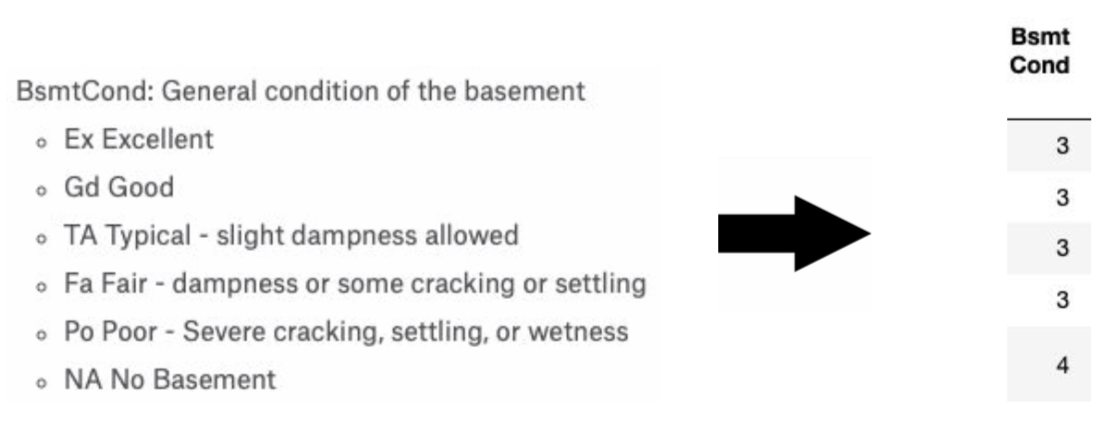 BsmtCond: General condition of the basement
Ex Excellent
Gd Good
TA Typical - slight dampness allowed
Fa Fair - dampness or some cracking or settling
Po Poor - Severe cracking, settling, or wetness
NA No Basement
Bsmt
Cond
3
3
3
3
4